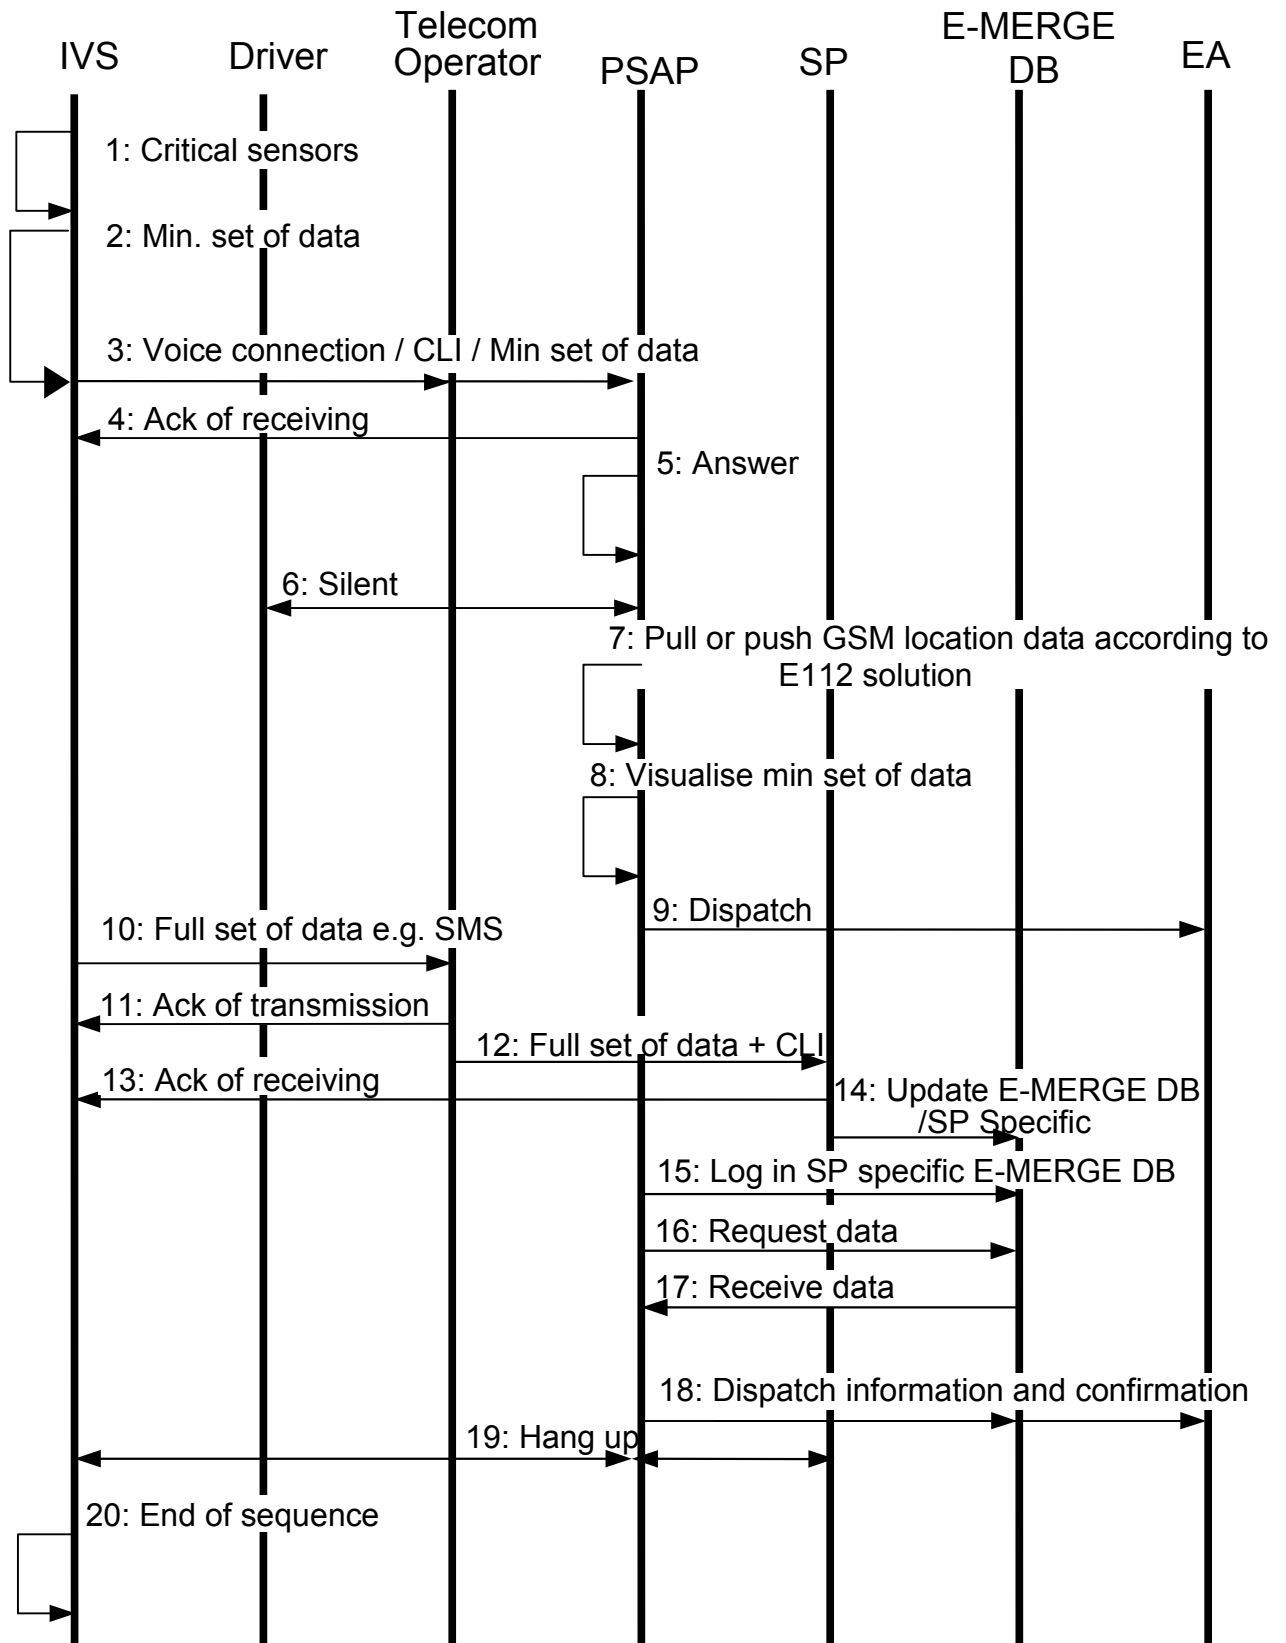 IVS
Driver
Telecom
Operator
PSAP
SP
E-MERGE
DB
EA
1: Critical sensors
2: Min. set of data
3: Voice connection / CLI / Min set of data
4: Ack of receiving
5: Answer
6: Silent
7: Pull or push GSM location data according to
E112 solution
8: Visualise min set of data
9: Dispatch
10: Full set of data e.g. SMS
11: Ack of transmission
12: Full set of data + CLI
13: Ack of receiving
14: Update E-MERGE DB
/SP Specific
15: Log in SP specific E-MERGE DB
16: Request data
17: Receive data
18: Dispatch information and confirmation
19: Hang up
20: End of sequence